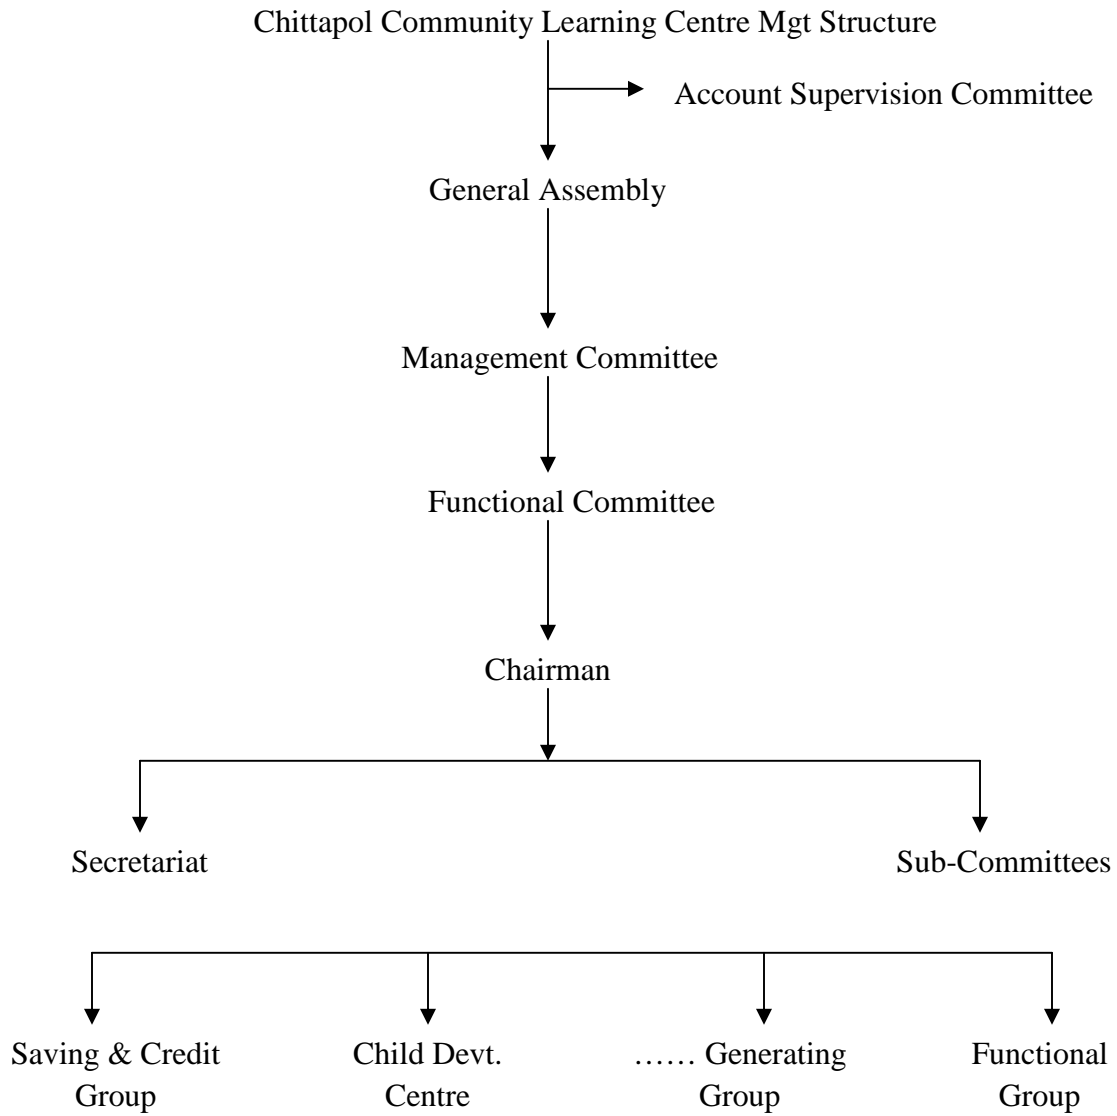 Chittapol Community Learning Centre Mgt Structure
Account Supervision Committee
General Assembly
Management Committee
Functional Committee
Chairman
Secretariat
Sub-Committees
Saving & Credit
Group
Child Devt.
Centre
…… Generating
Group
Functional
Group